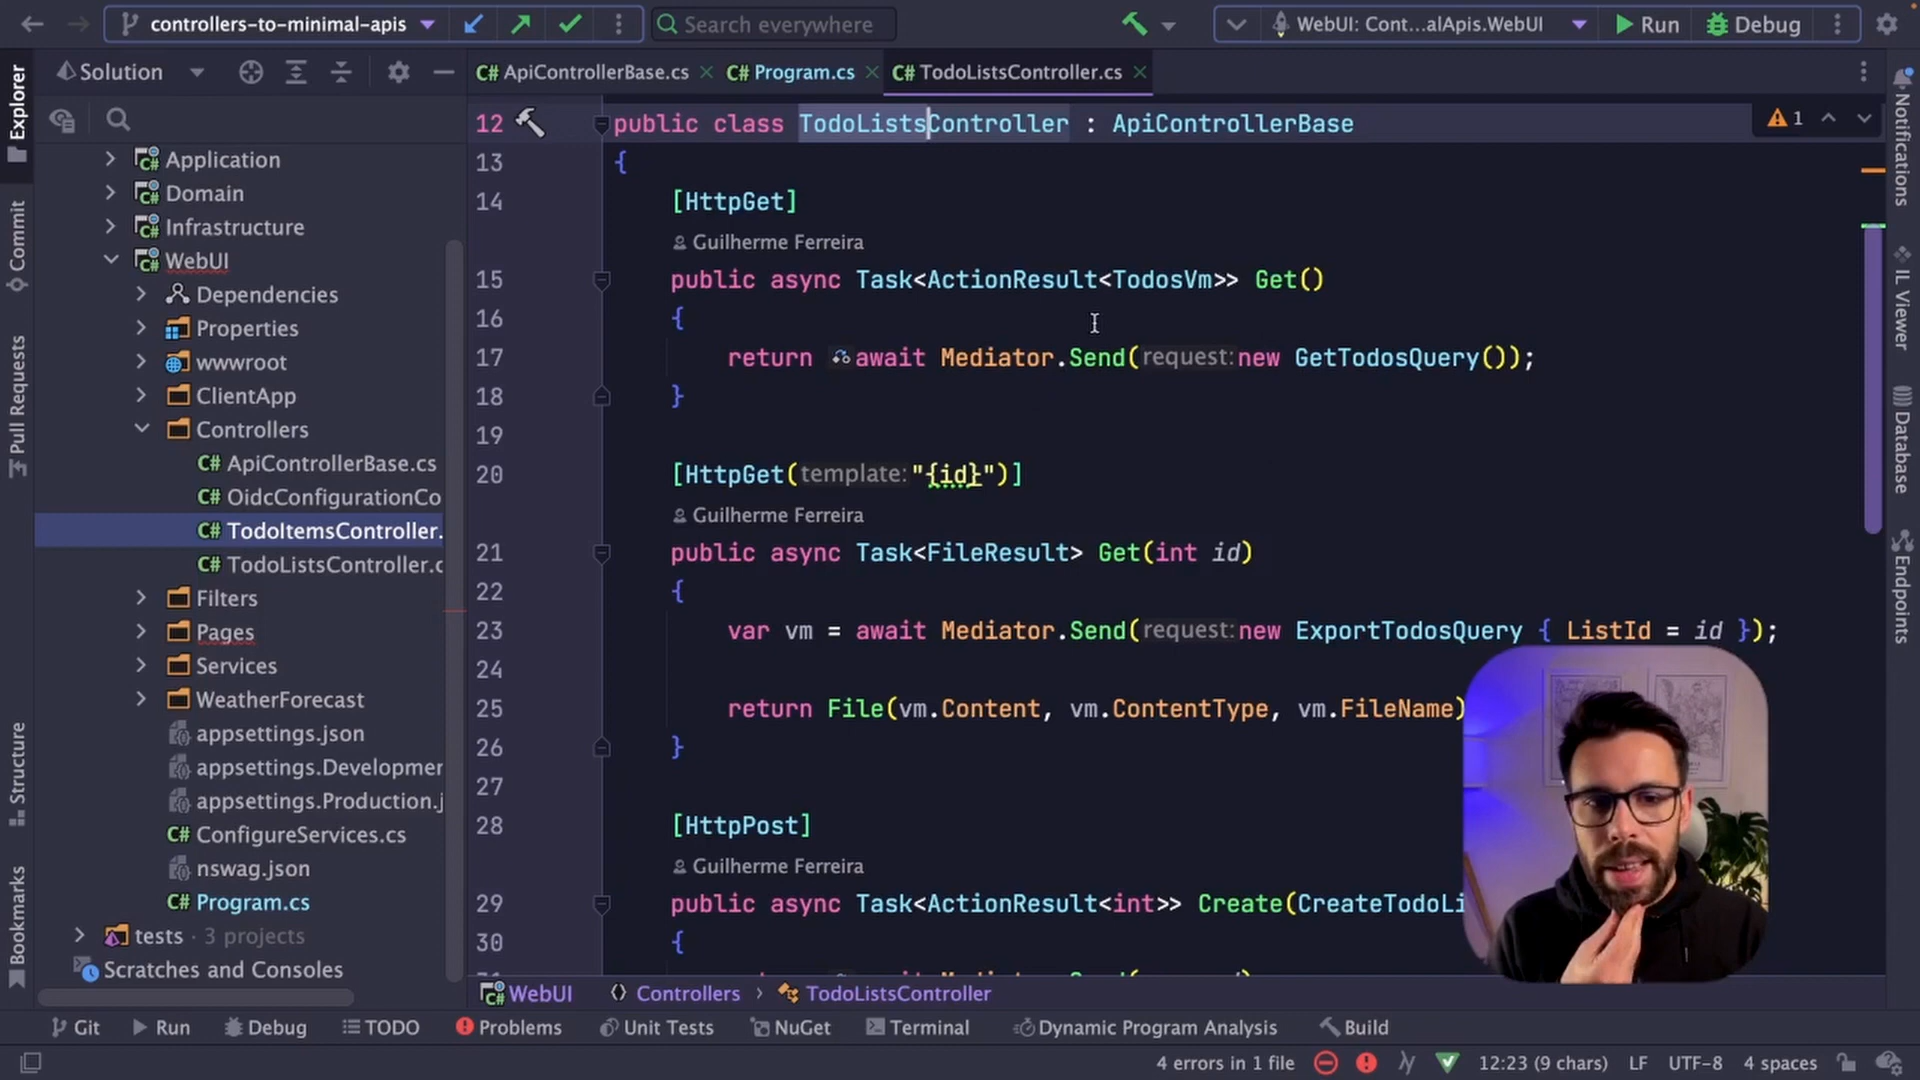 controllers-to-minimal-apis
Search everywhere
WebUI: Cont...alApis.WebUI
Run
Debug
Solution
ApiControllerBase.cs
Program.cs
TodoListsController.cs
Explorer
Commit
Pull Requests
Structure
Bookmarks
Application
Domain
Infrastructure
WebUI
Dependencies
Properties
wwwroot
ClientApp
Controllers
C# ApiControllerBase.cs
C# OidcConfigurationCo
C# TodoItemsController.
C# TodoListsController.c
Filters
Pages
Services
WeatherForecast
appsettings.json
appsettings.Developmen
appsettings.Production.j
C# ConfigureServices.cs
nswag.json
C# Program.cs
tests · 3 projects
Scratches and Consoles
12 public class TodoListsController : ApiControllerBase
1
13 {
14 [HttpGet]
Guilherme Ferreira
15 public async Task<ActionResult<TodosVm>> Get()
16 {
17 return await Mediator.Send(request: new GetTodosQuery());
18 }
19
20 [HttpGet(template: "{id}")]
Guilherme Ferreira
21 public async Task<FileResult> Get(int id)
22 {
23 var vm = await Mediator.Send(request: new ExportTodosQuery { ListId = id });
24
25 return File(vm.Content, vm.ContentType, vm.FileName)
26 }
27
28 [HttpPost]
Guilherme Ferreira
29 public async Task<ActionResult<int>> Create(CreateTodoLi
30 {
Notifications
IL Viewer
Database
Endpoints
WebUI Controllers › TodoListsController
Git
Run
Debug
TODO
Problems
Unit Tests
NuGet
Terminal
Dynamic Program Analysis
Build
4 errors in 1 file
12:23 (9 chars)
LF
UTF-8
4 spaces